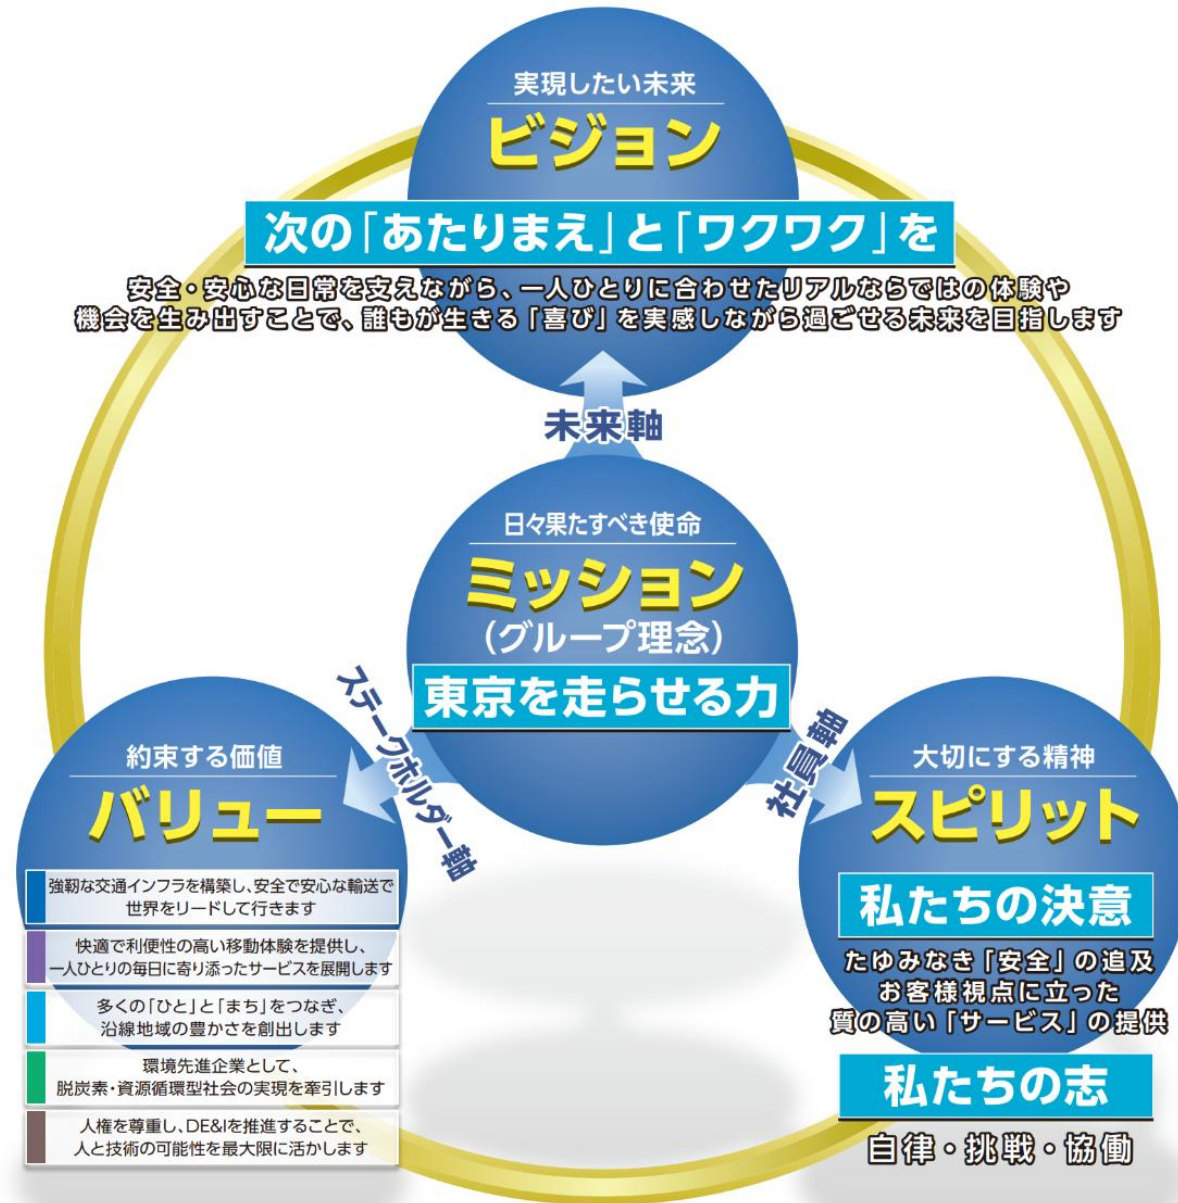 実現したい未来
ビジョン
次の「あたりまえ」と「ワクワク」を
安全・安心な日常を支えながら、一人ひとりに合わせたリアルならではの体験や
機会を生み出すことで、誰もが生きる「喜び」を実感しながら過ごせる未来を目指します
未来軸
日々果たすべき使命
ミッション
(グループ理念)
東京を走らせる力
ステークホルダー軸
社員軸
約束する価値
バリュー
強靭な交通インフラを構築し、安全で安心な輸送で
世界をリードして行きます
快適で利便性の高い移動体験を提供し、
一人ひとりの毎日に寄り添ったサービスを展開します
多くの「ひと」と「まち」をつなぎ、
沿線地域の豊かさを創出します
環境先進企業として、
脱炭素・資源循環型社会の実現を牽引します
人権を尊重し、DE&Iを推進することで、
人と技術の可能性を最大限に活かします
大切にする精神
スピリット
私たちの決意
たゆみなき「安全」の追及
お客様視点に立った
質の高い「サービス」の提供
私たちの志
自律・挑戦・協働